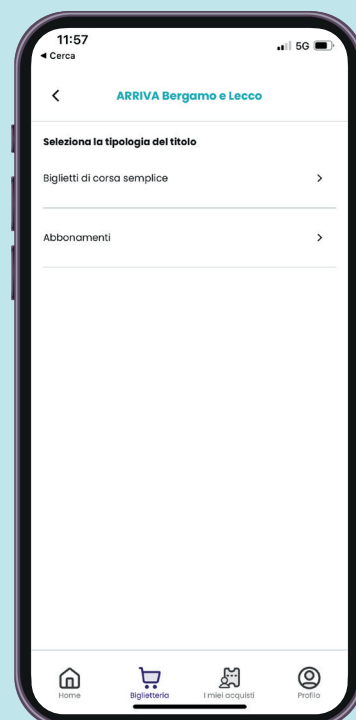 11:57
5G
◄ Cerca
ARRIVA Bergamo e Lecco
Seleziona la tipologia del titolo
Biglietti di corsa semplice
Abbonamenti
Home
Biglietteria
I miei acquisti
Profilo